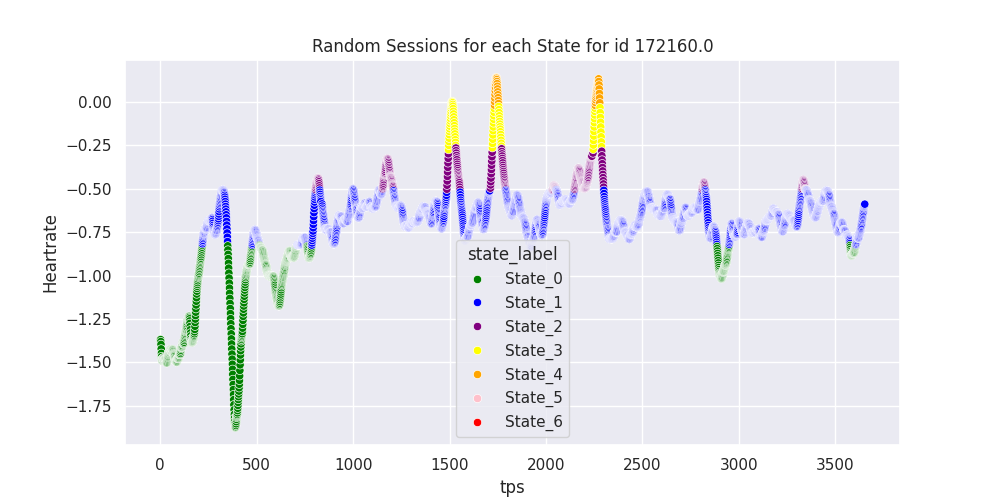 Random Sessions for each State for id 172160.0
Heartrate
0.00
−0.25
−0.50
−0.75
−1.00
−1.25
−1.50
−1.75
state_label
State_0
State_1
State_2
State_3
State_4
State_5
State_6
0 500 1000 1500 2000 2500 3000 3500
tps